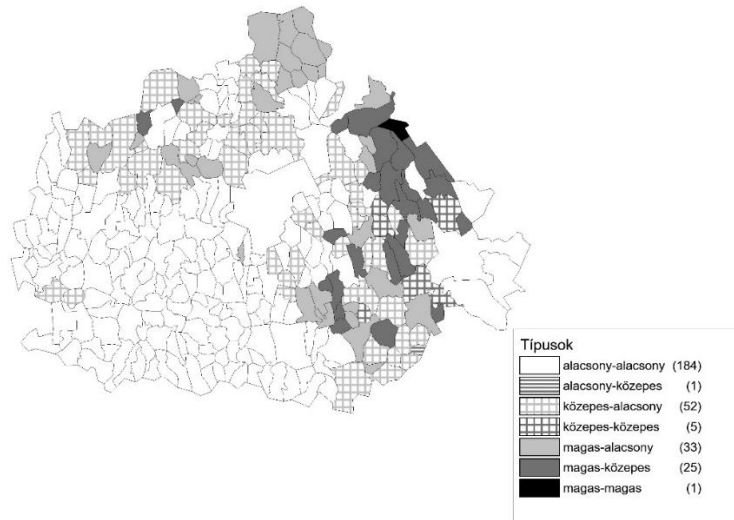 Típusok
alacsony-alacsony (184)
alacsony-közepes (1)
közepes-alacsony (52)
közepes-közepes (5)
magas-alacsony (33)
magas-közepes (25)
magas-magas (1)